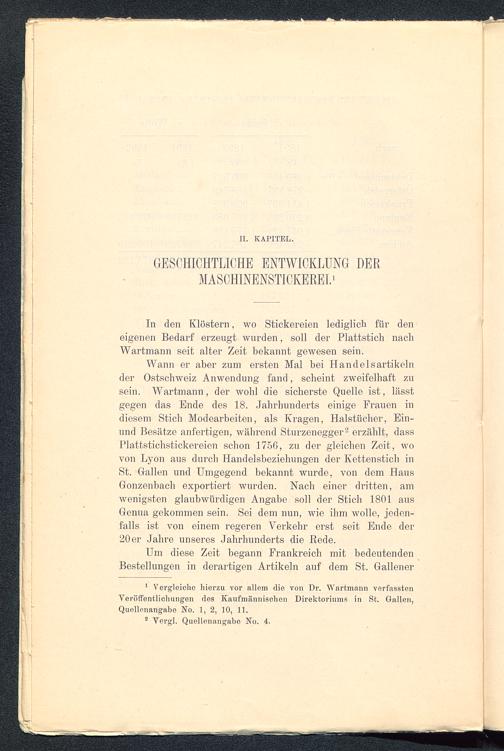 II. KAPITEL.
GESCHICHTLICHE ENTWICKLUNG DER
MASCHINENSTICKEREI.¹
In den Klöstern, wo Stickereien lediglich für den
eigenen Bedarf erzeugt wurden, soll der Plattstich nach
Wartmann seit alter Zeit bekannt gewesen sein.
Wann er aber zum ersten Mal bei Handelsartikeln
der Ostschweiz Anwendung fand, scheint zweifelhaft zu
sein. Wartmann, der wohl die sicherste Quelle ist, lässt
gegen das Ende des 18. Jahrhunderts einige Frauen in
diesem Stich Modearbeiten, als Kragen, Halstücher, Ein-
und Besätze anfertigen, während Sturzenegger² erzählt, dass
Plattstichstickereien schon 1756, zu der gleichen Zeit, wo
von Lyon aus durch Handelsbeziehungen der Kettenstich in
St. Gallen und Umgegend bekannt wurde, von dem Haus
Gonzenbach exportiert wurden. Nach einer dritten, am
wenigsten glaubwürdigen Angabe soll der Stich 1801 aus
Genua gekommen sein. Sei dem nun, wie ihm wolle, jeden-
falls ist von einem regeren Verkehr erst seit Ende der
20er Jahre unseres Jahrhunderts die Rede.
Um diese Zeit begann Frankreich mit bedeutenden
Bestellungen in derartigen Artikeln auf dem St. Gallener
¹ Vergleiche hierzu vor allem die von Dr. Wartmann verfassten
Veröffentlichungen des Kaufmännischen Direktoriums in St. Gallen,
Quellenangabe No. 1, 2, 10, 11.
² Vergl. Quellenangabe No. 4.